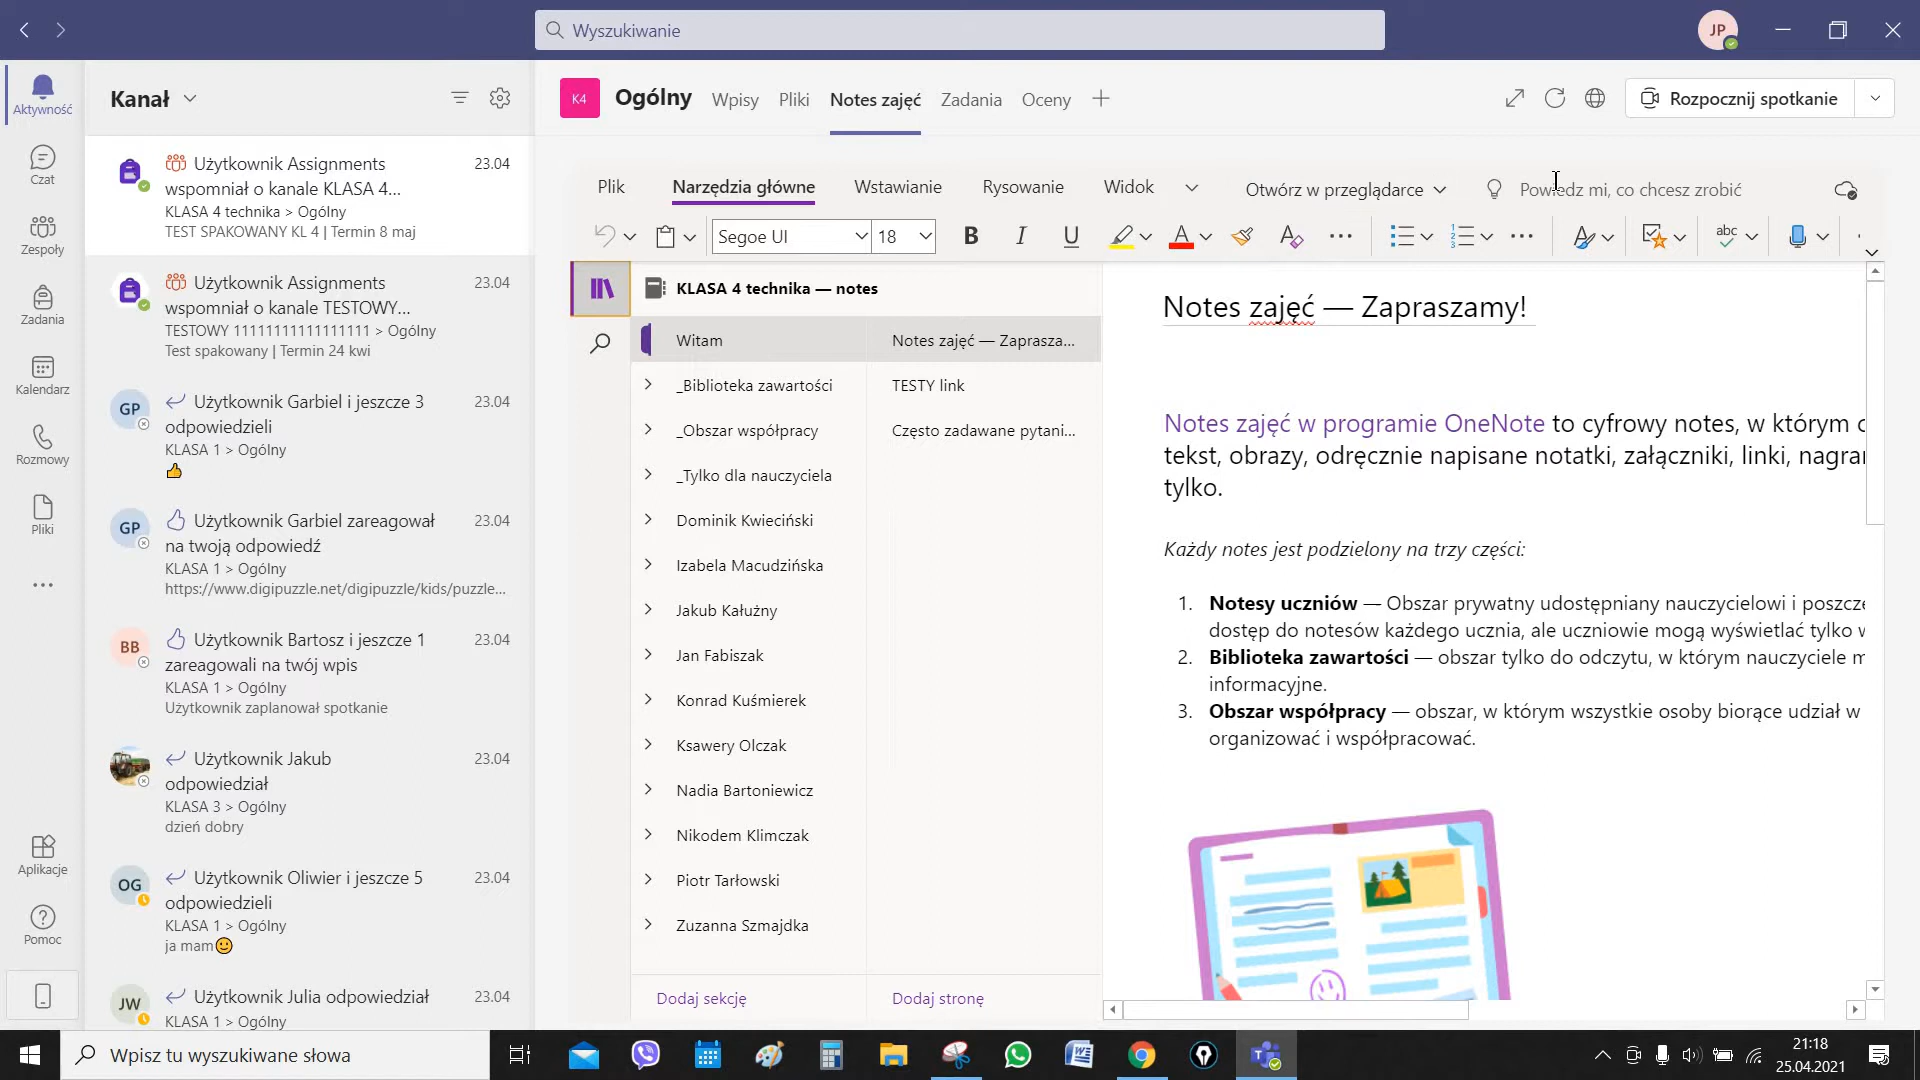 Wyszukiwanie
JP
Aktywność
Czat
Zespoły
Zadania
Kalendarz
Rozmowy
Pliki
Aplikacje
Pomoc
Kanał
Użytkownik Assignments
23.04
wspomniał o kanale KLASA 4...
KLASA 4 technika > Ogólny
TEST SPAKOWANY KL 4 | Termin 8 maj
Użytkownik Assignments
23.04
wspomniał o kanale TESTOWY...
TESTOWY 11111111111111111 > Ogólny
Test spakowany | Termin 24 kwi
GP
Użytkownik Garbiel i jeszcze 3
23.04
odpowiedzieli
KLASA 1 > Ogólny
GP
Użytkownik Garbiel zareagował
23.04
na twoją odpowiedź
KLASA 1 > Ogólny
https://www.digipuzzle.net/digipuzzle/kids/puzzle...
BB
Użytkownik Bartosz i jeszcze 1
23.04
zareagowali na twój wpis
KLASA 1 > Ogólny
Użytkownik zaplanował spotkanie
Użytkownik Jakub
23.04
odpowiedział
KLASA 3 > Ogólny
dzień dobry
OG
Użytkownik Oliwier i jeszcze 5
23.04
odpowiedzieli
KLASA 1 > Ogólny
ja mam
JW
Użytkownik Julia odpowiedział
23.04
KLASA 1 > Ogólny
K4
Ogólny
Wpisy
Pliki
Notes zajęć
Zadania
Oceny
Rozpocznij spotkanie
Plik
Narzędzia główne
Wstawianie
Rysowanie
Widok
Otwórz w przeglądarce
Powiedz mi, co chcesz zrobić
Segoe UI
18
B
I
U
A
A
abc
KLASA 4 technika — notes
Witam
_Biblioteka zawartości
_Obszar współpracy
_Tylko dla nauczyciela
Dominik Kwieciński
Izabela Macudzińska
Jakub Kałużny
Jan Fabiszak
Konrad Kuśmierek
Ksawery Olczak
Nadia Bartoniewicz
Nikodem Klimczak
Piotr Tarłowski
Zuzanna Szmajdka
Dodaj sekcję
Notes zajęć — Zaprasza...
TESTY link
Często zadawane pytani...
Dodaj stronę
Notes zajęć — Zapraszamy!
Notes zajęć w programie OneNote to cyfrowy notes, w którym
tekst, obrazy, odręcznie napisane notatki, załączniki, linki,
tylko.
Każdy notes jest podzielony na trzy części:
1. Notesy uczniów — Obszar prywatny udostępniany nauczycielowi i
dostęp do notesów każdego ucznia, ale uczniowie mogą wyświetlać tylko
2. Biblioteka zawartości — obszar tylko do odczytu, w którym nauczyciele
informacyjne.
3. Obszar współpracy — obszar, w którym wszystkie osoby biorące udział w
organizować i współpracować.
Wpisz tu wyszukiwane słowa
21:18
25.04.2021